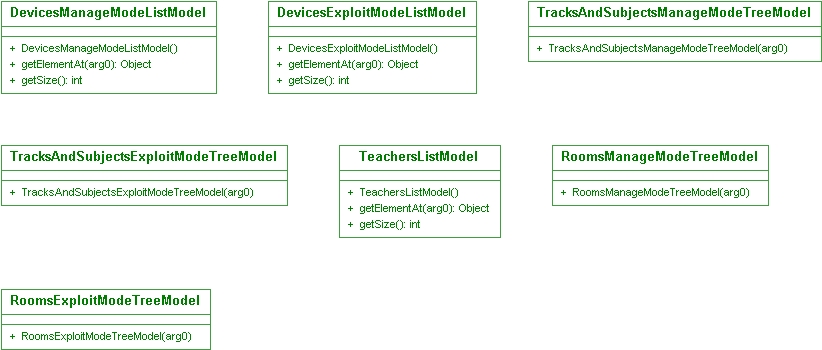 DevicesManageModeListModel
+ DevicesManageModeListModel()
+ getElementAt(arg0): Object
+ getSize(): int
DevicesExploitModeListModel
+ DevicesExploitModeListModel()
+ getElementAt(arg0): Object
+ getSize(): int
TracksAndSubjectsManageModeTreeModel
+ TracksAndSubjectsManageModeTreeModel(arg0)
TracksAndSubjectsExploitModeTreeModel
+ TracksAndSubjectsExploitModeTreeModel(arg0)
TeachersListModel
+ TeachersListModel()
+ getElementAt(arg0): Object
+ getSize(): int
RoomsManageModeTreeModel
+ RoomsManageModeTreeModel(arg0)
RoomsExploitModeTreeModel
+ RoomsExploitModeTreeModel(arg0)